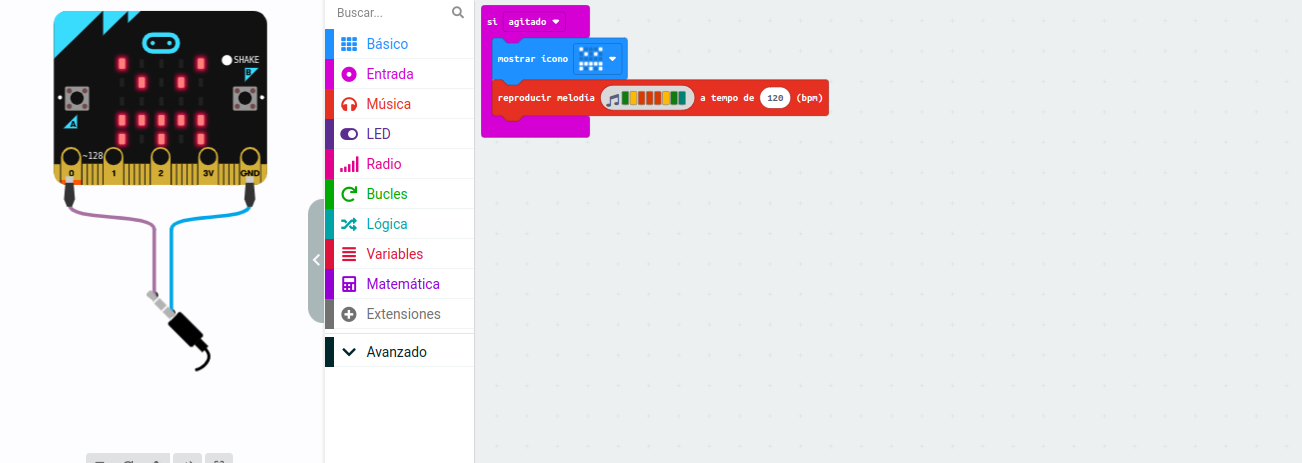 SHAKE
B
A
~128
0 1 2 3V GND
Buscar...
Básico
Entrada
Música
LED
Radio
Bucles
Lógica
Variables
Matemática
Extensiones
Avanzado
si agitado
mostrar ícono
reproducir melodía a tempo de 120 (bpm)